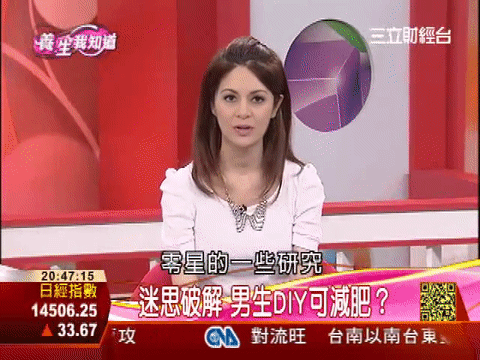 養生我知道
三立財經台
零星的一些研究
迷思破解 男生DIY可減肥？
20:47:15
日經指數
14506.25
▲ 33.67
攻 CNA 對流旺 台南以南台東